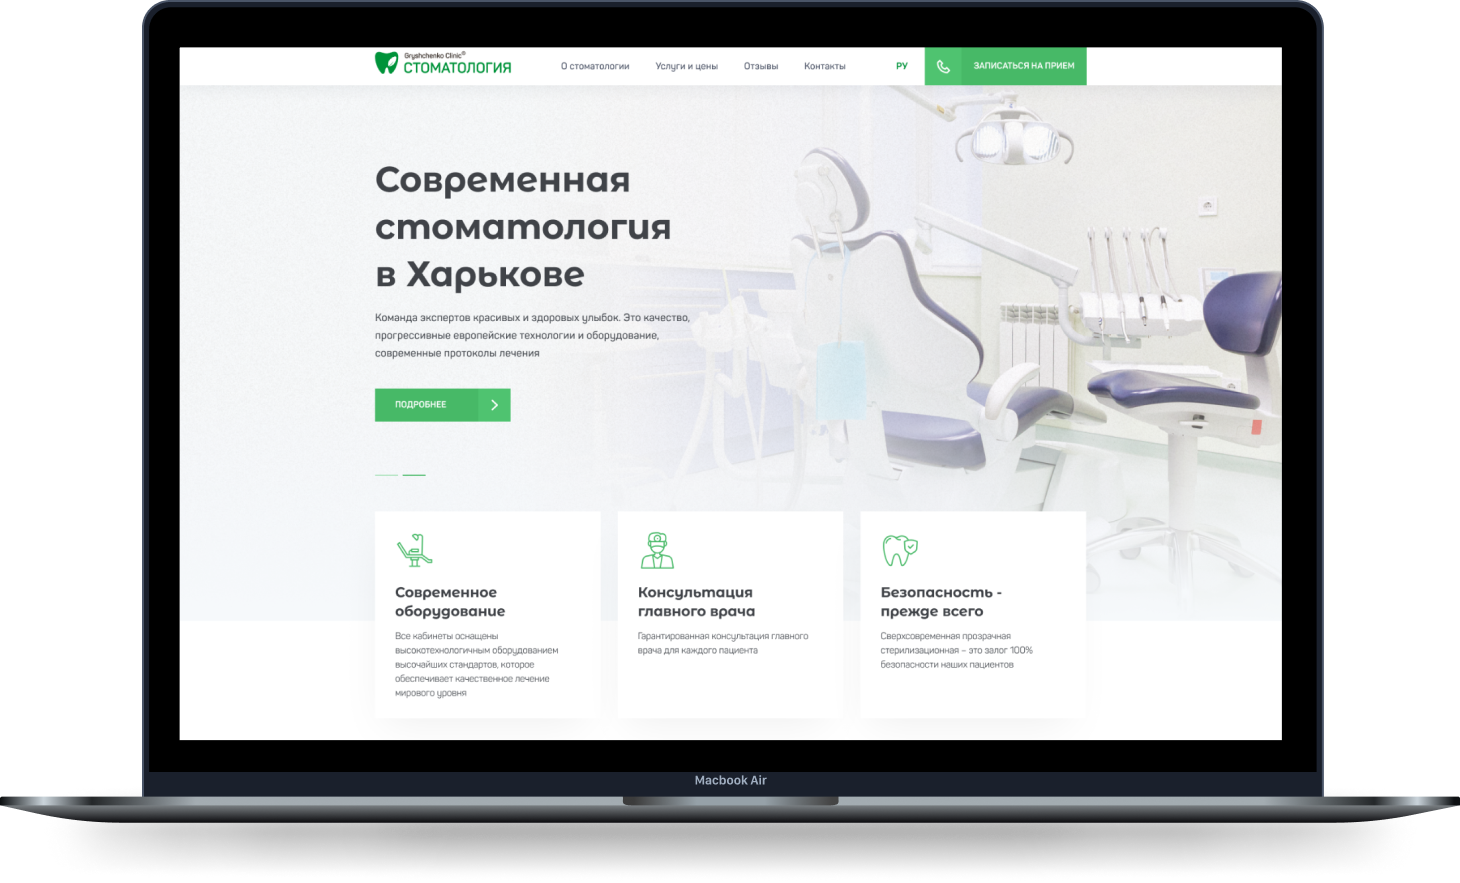 Gryshchenko Clinic®
СТОМАТОЛОГИЯ
О стоматологии
Услуги и цены
Отзывы
Контакты
РУ
ЗАПИСАТЬСЯ НА ПРИЕМ
Современная
стоматология
в Харькове
Команда экспертов красивых и здоровых улыбок. Это качество,
прогрессивные европейские технологии и оборудование,
современные протоколы лечения
ПОДРОБНЕЕ
Современное
оборудование
Все кабинеты оснащены
высокотехнологичным оборудованием
высочайших стандартов, которое
обеспечивает качественное лечение
мирового уровня
Консультация
главного врача
Гарантированная консультация главного
врача для каждого пациента
Безопасность -
прежде всего
Сверхсовременная прозрачная
стерилизационная – это залог 100%
безопасности наших пациентов
Macbook Air